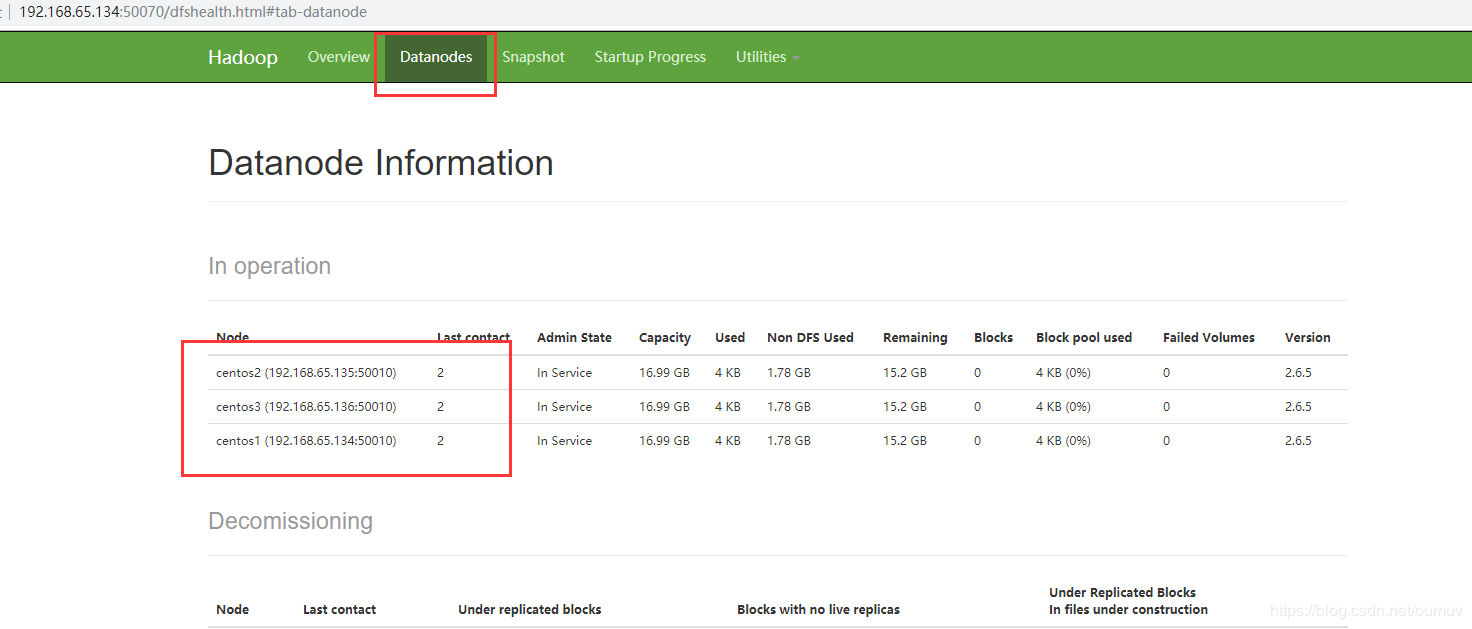 192.168.65.134:50070/dfshealth.html#tab-datanode
Hadoop Overview Datanodes Snapshot Startup Progress Utilities
Datanode Information
In operation
Node Last contact Admin State Capacity Used Non DFS Used Remaining Blocks Block pool used Failed Volumes Version
centos2 (192.168.65.135:50010) 2 In Service 16.99 GB 4 KB 1.78 GB 15.2 GB 0 4 KB (0%) 0 2.6.5
centos3 (192.168.65.136:50010) 2 In Service 16.99 GB 4 KB 1.78 GB 15.2 GB 0 4 KB (0%) 0 2.6.5
centos1 (192.168.65.134:50010) 2 In Service 16.99 GB 4 KB 1.78 GB 15.2 GB 0 4 KB (0%) 0 2.6.5
Decomissioning
Under Replicated Blocks
Node Last contact Under replicated blocks Blocks with no live replicas In files under construction
https://blog.csdn.net/oumuv